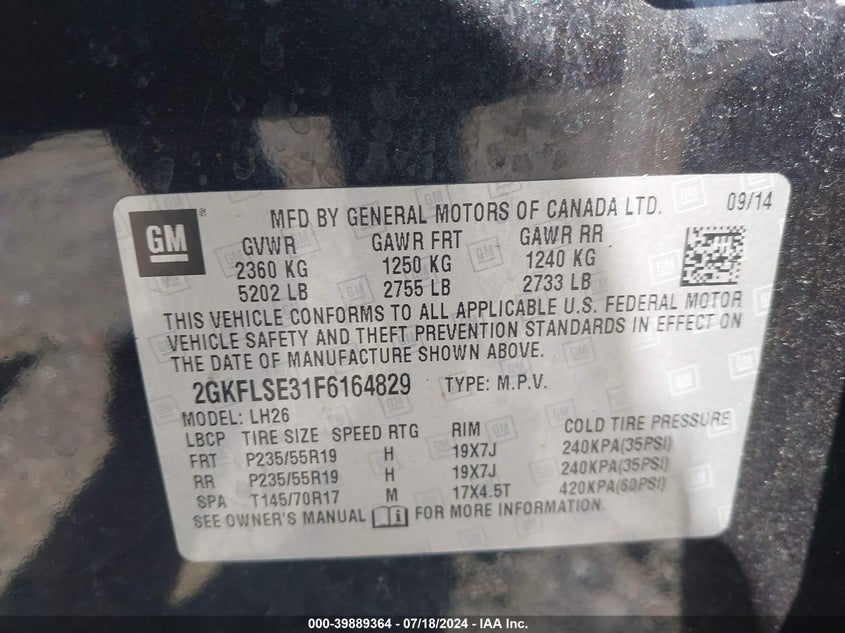 GM ® MFD BY GENERAL MOTORS OF CANADA LTD. 09/14
GVWR GAWR FRT GAWR RR
2360 KG 1250 KG 1240 KG
5202 LB 2755 LB 2733 LB
THIS VEHICLE CONFORMS TO ALL APPLICABLE U.S. FEDERAL MOTOR
VEHICLE SAFETY AND THEFT PREVENTION STANDARDS IN EFFECT ON
THE DATE OF MANUFACTURE SHOWN ABOVE.
2GKFLSE31F6164829 TYPE: M.P.V.
MODEL: LH26
LBCP TIRE SIZE SPEED RTG RIM COLD TIRE PRESSURE
FRT P235/55R19 H 19X7J 240KPA(35PSI)
RR P235/55R19 H 19X7J 240KPA(35PSI)
SPA T145/70R17 M 17X4.5T 420KPA(60PSI)
SEE OWNER'S MANUAL i FOR MORE INFORMATION.
000-39889364 / 07/18/2024 - IAA Inc.